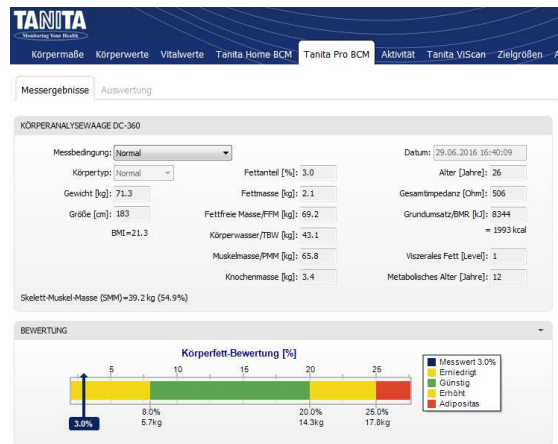 TANITA
Monitoring Your Health
Körpermaße Körperwerte Vitalwerte Tanita Home BCM Tanita Pro BCM Aktivität Tanita ViScan Zielgrößen A
Messergebnisse Auswertung
KÖRPERANALYSEWAAGE DC-360
Messbedingung: Normal Datum: 29.06.2016 16:40:09
Körpertyp: Normal Fettanteil [%]: 3.0 Alter [Jahre]: 26
Gewicht [kg]: 71.3 Fettmasse [kg]: 2.1 Gesamtimpedanz [Ohm]: 506
Größe [cm]: 183 Fettfreie Masse/FFM [kg]: 69.2 Grundumsatz/BMR [kJ]: 8344
BMI=21.3 Körperwasser/TBW [kg]: 43.1 = 1993 kcal
Muskelmasse/PMM [kg]: 65.8 Viszerales Fett [Level]: 1
Knochenmasse [kg]: 3.4 Metabolisches Alter [Jahre]: 12
Skelett-Muskel-Masse (SMM)=39.2 kg (54.9%)
BEWERTUNG
Körperfett-Bewertung [%]
5 10 15 20 25
Messwert 3.0%
Erniedrigt
Günstig
Erhöht
Adipositas
3.0% 8.0% 20.0% 25.0%
5.7kg 14.3kg 17.8kg